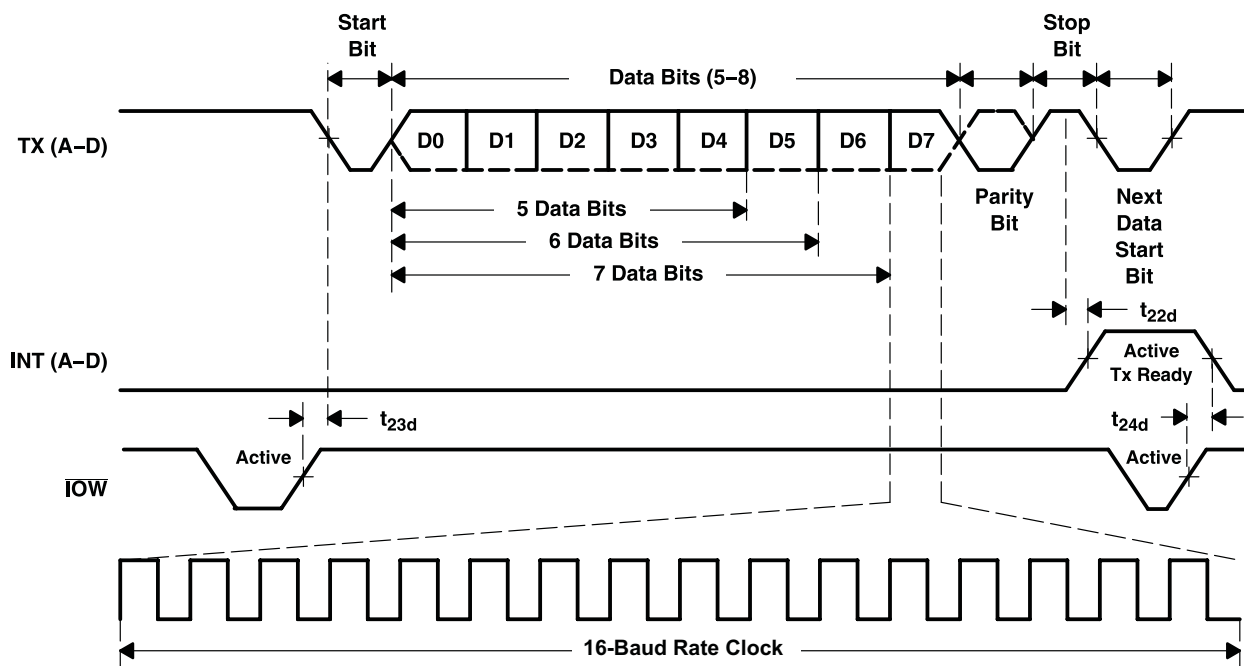 Start
Bit
Stop
Bit
Data Bits (5–8)
TX (A–D)
D0 D1 D2 D3 D4 D5 D6 D7
Parity
Bit
Next
Data
Start
Bit
5 Data Bits
6 Data Bits
7 Data Bits
t22d
INT (A–D)
Active
Tx Ready
t23d
t24d
IOW
Active
Active
16-Baud Rate Clock